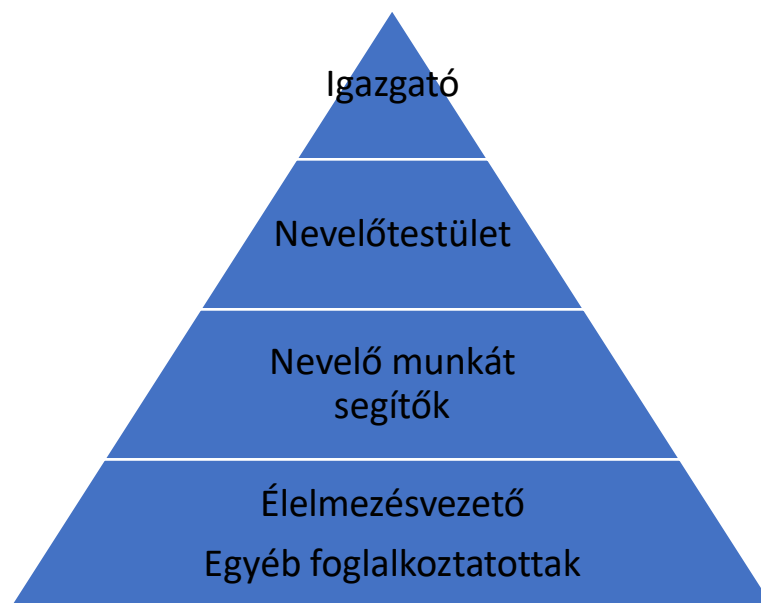 Igazgató
Nevelőtestület
Nevelő munkát
segítők
Élelmezésvezető
Egyéb foglalkoztatottak